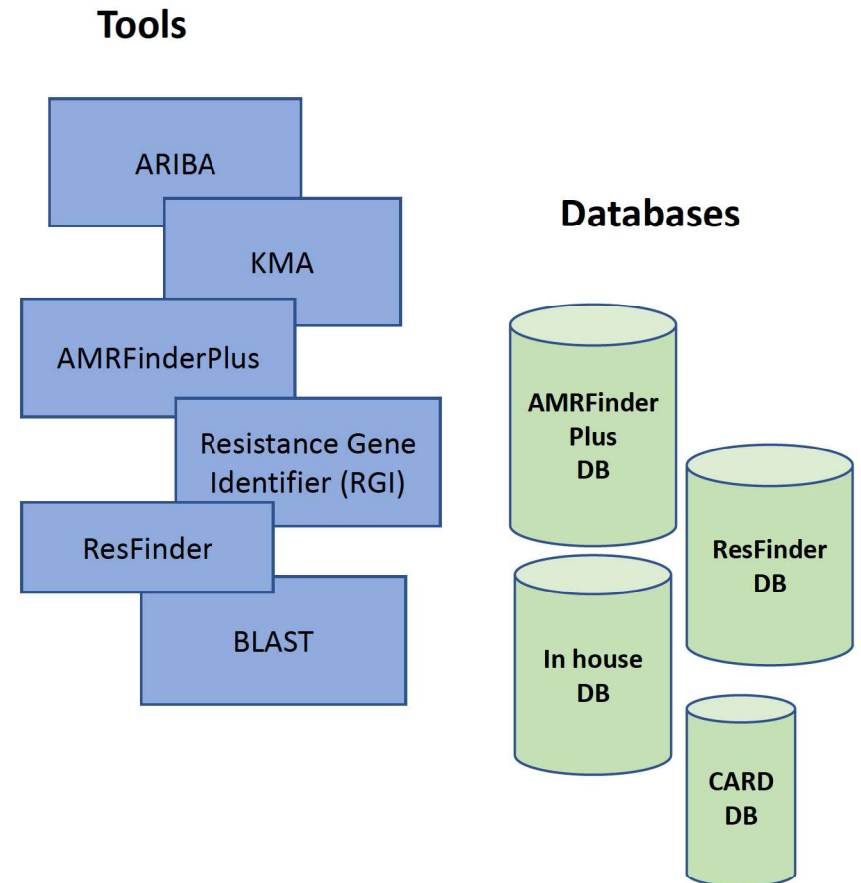 Tools
ARIBA
KMA
AMRFinderPlus
Resistance Gene
Identifier (RGI)
ResFinder
BLAST
Databases
AMRFinder
Plus
DB
ResFinder
DB
In house
DB
CARD
DB